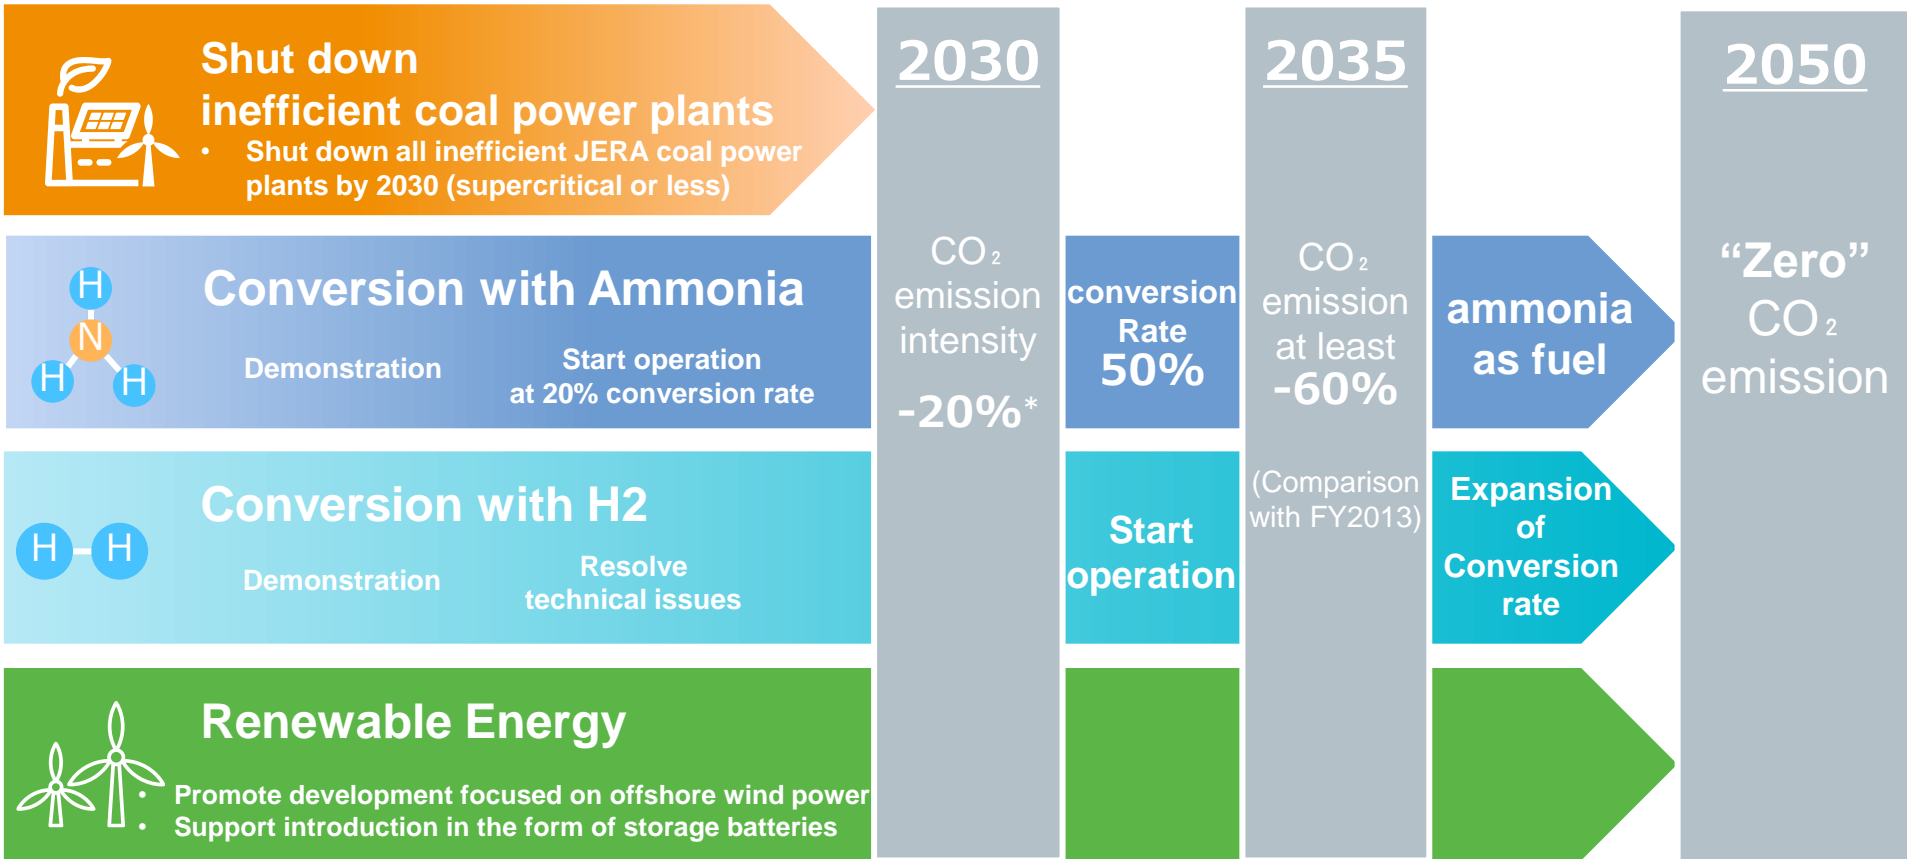 Shut down
inefficient coal power plants
• Shut down all inefficient JERA coal power
plants by 2030 (supercritical or less)
H
N
H
H
Conversion with Ammonia
Demonstration
Start operation
at 20% conversion rate
H
H
Conversion with H2
Demonstration
Resolve
technical issues
Renewable Energy
• Promote development focused on offshore wind power
• Support introduction in the form of storage batteries
2030
CO₂
emission
intensity
-20%*
conversion
Rate
50%
Start
operation
2035
CO₂
emission
at least
-60%
(Comparison
with FY2013)
ammonia
as fuel
Expansion
of
Conversion
rate
2050
“Zero”
CO₂
emission